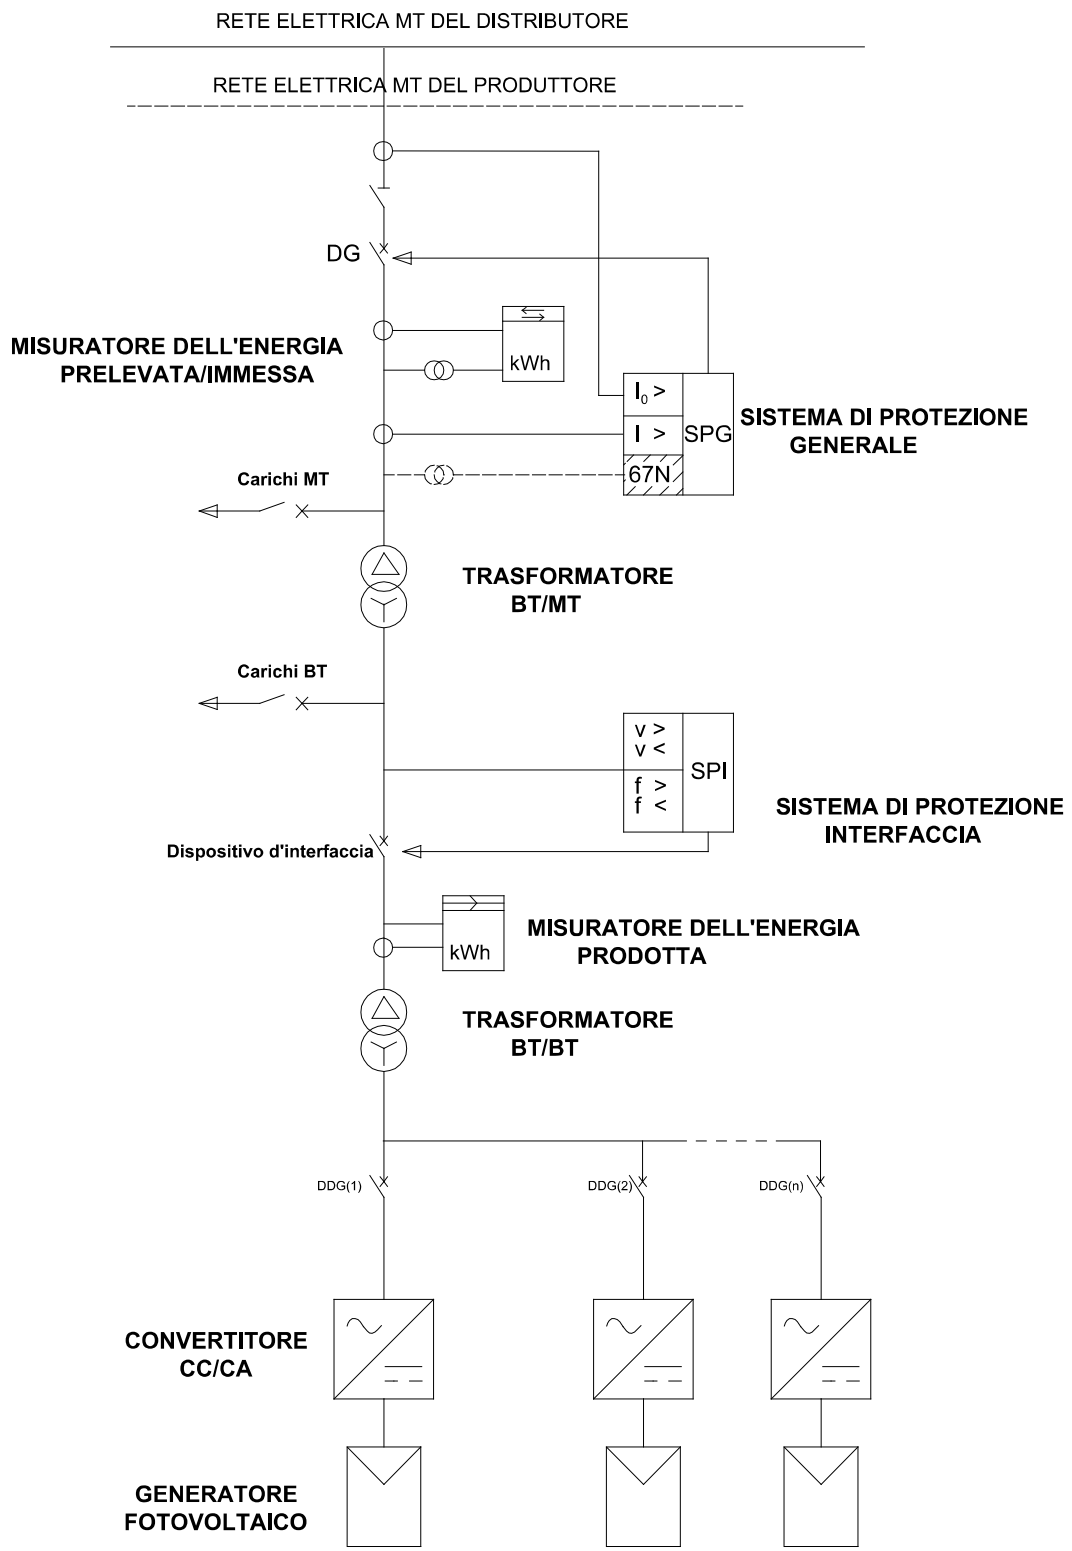 RETE ELETTRICA MT DEL DISTRIBUTORE
RETE ELETTRICA MT DEL PRODUTTORE
DG
MISURATORE DELL'ENERGIA
PRELEVATA/IMMESSA
kWh
I₀ >
I >
67N
SPG
SISTEMA DI PROTEZIONE
GENERALE
Carichi MT
TRASFORMATORE
BT/MT
Carichi BT
v >
v <
f >
f <
SPI
SISTEMA DI PROTEZIONE
INTERFACCIA
Dispositivo d'interfaccia
kWh
MISURATORE DELL'ENERGIA
PRODOTTA
TRASFORMATORE
BT/BT
DDG(1)
DDG(2)
DDG(n)
CONVERTITORE
CC/CA
GENERATORE
FOTOVOLTAICO